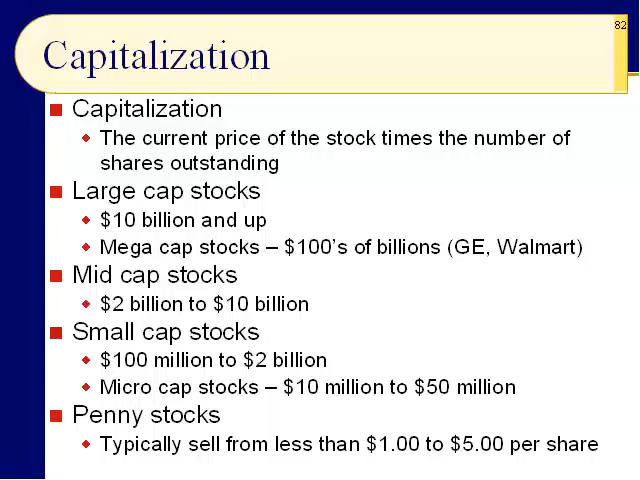 82
Capitalization
Capitalization
The current price of the stock times the number of
shares outstanding
Large cap stocks
$10 billion and up
Mega cap stocks – $100's of billions (GE, Walmart)
Mid cap stocks
$2 billion to $10 billion
Small cap stocks
$100 million to $2 billion
Micro cap stocks – $10 million to $50 million
Penny stocks
Typically sell from less than $1.00 to $5.00 per share